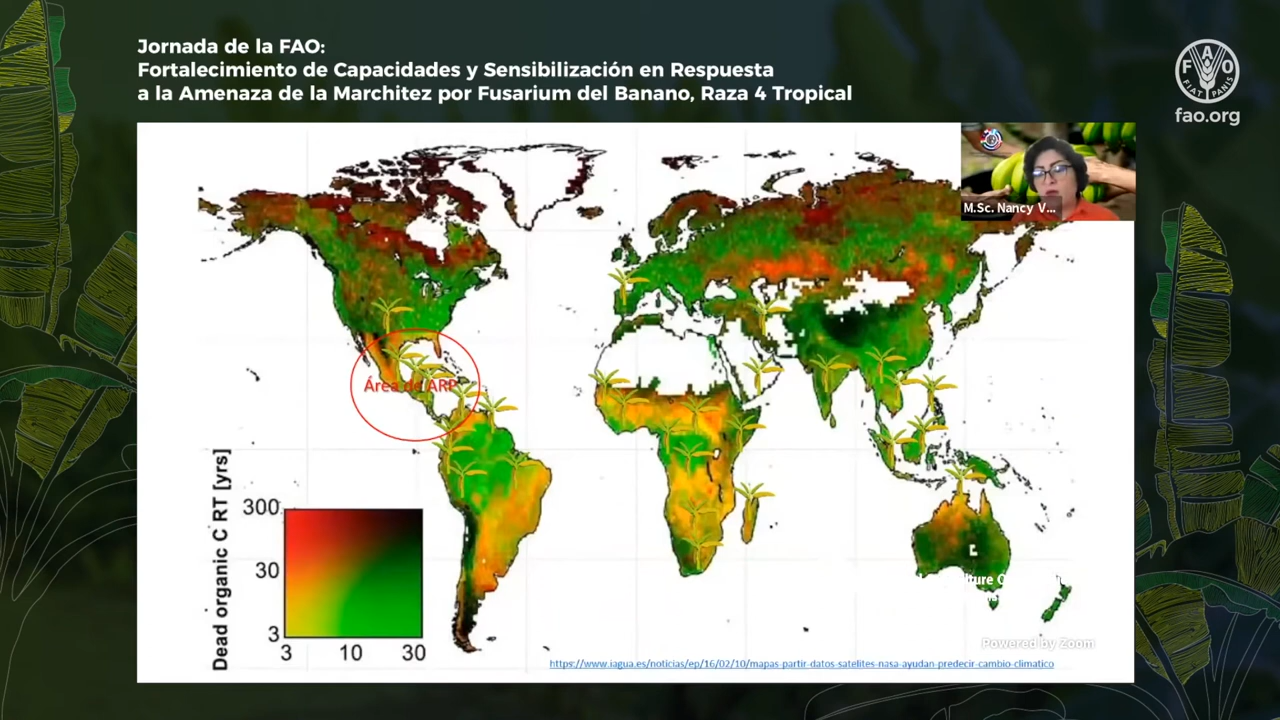 Jornada de la FAO:
Fortalecimiento de Capacidades y Sensibilización en Respuesta
a la Amenaza de la Marchitez por Fusarium del Banano, Raza 4 Tropical
F A O
FIAT PANIS
fao.org
M.Sc. Nancy V...
Área de ARP
Dead organic C RT [yrs]
300
30
3
3 10 30
Powered by Zoom
https://www.iagua.es/noticias/ep/16/02/10/mapas-partir-datos-satelites-nasa-ayudan-predecir-cambio-climatico